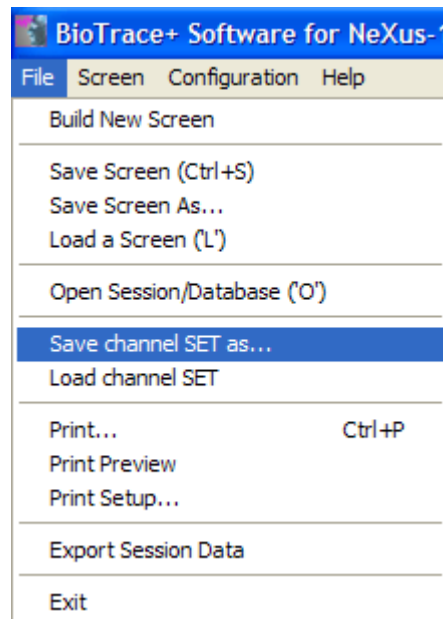 BioTrace+ Software for NeXus-1
File Screen Configuration Help
Build New Screen
Save Screen (Ctrl+S)
Save Screen As...
Load a Screen ('L')
Open Session/Database ('O')
Save channel SET as...
Load channel SET
Print... Ctrl+P
Print Preview
Print Setup...
Export Session Data
Exit